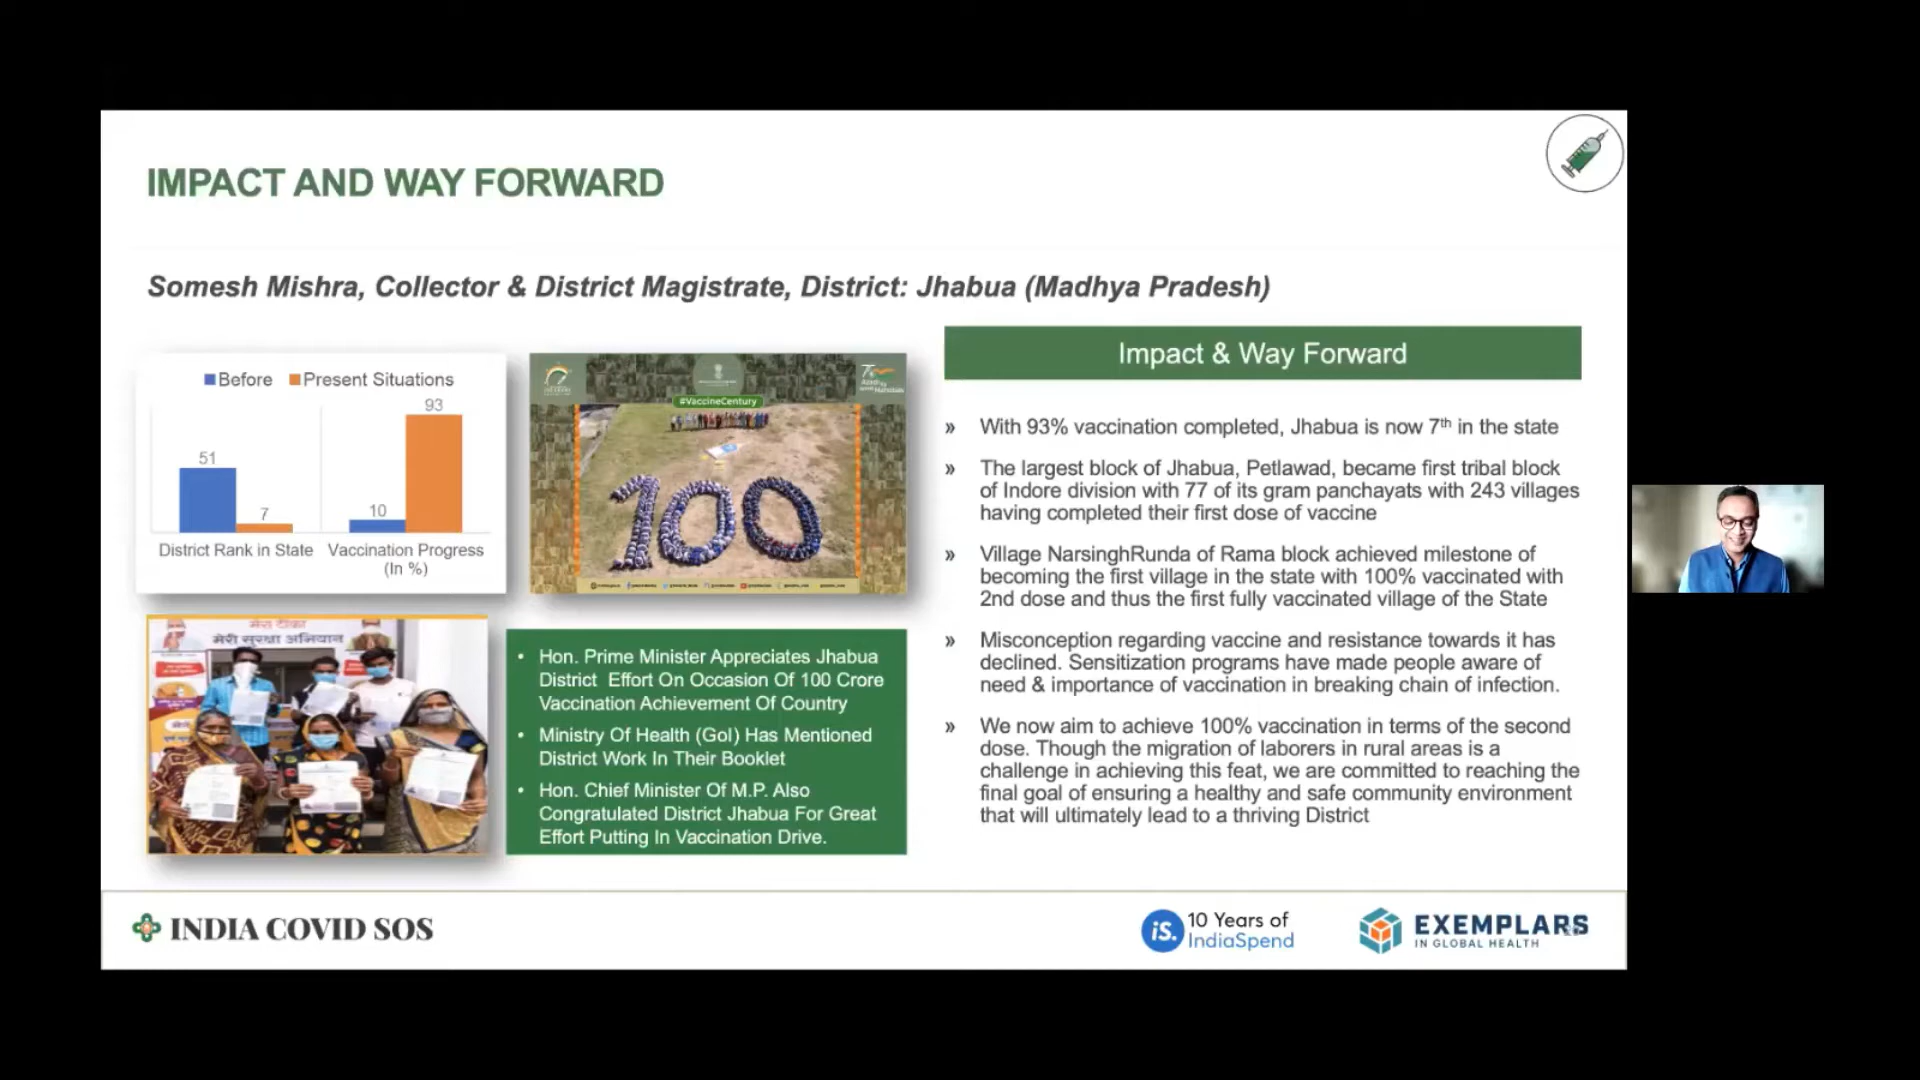 IMPACT AND WAY FORWARD
Somesh Mishra, Collector & District Magistrate, District: Jhabua (Madhya Pradesh)
Before Present Situations
51
7
10
93
District Rank in State
Vaccination Progress
(In %)
#VaccineCentury
100
मेरा टीका
मेरी सुरक्षा अभियान
• Hon. Prime Minister Appreciates Jhabua
District Effort On Occasion Of 100 Crore
Vaccination Achievement Of Country
• Ministry Of Health (GoI) Has Mentioned
District Work In Their Booklet
• Hon. Chief Minister Of M.P. Also
Congratulated District Jhabua For Great
Effort Putting In Vaccination Drive.
Impact & Way Forward
» With 93% vaccination completed, Jhabua is now 7th in the state
» The largest block of Jhabua, Petlawad, became first tribal block
of Indore division with 77 of its gram panchayats with 243 villages
having completed their first dose of vaccine
» Village NarsinghRunda of Rama block achieved milestone of
becoming the first village in the state with 100% vaccinated with
2nd dose and thus the first fully vaccinated village of the State
» Misconception regarding vaccine and resistance towards it has
declined. Sensitization programs have made people aware of
need & importance of vaccination in breaking chain of infection.
» We now aim to achieve 100% vaccination in terms of the second
dose. Though the migration of laborers in rural areas is a
challenge in achieving this feat, we are committed to reaching the
final goal of ensuring a healthy and safe community environment
that will ultimately lead to a thriving District
INDIA COVID SOS
iS. 10 Years of
IndiaSpend
EXEMPLARS
IN GLOBAL HEALTH